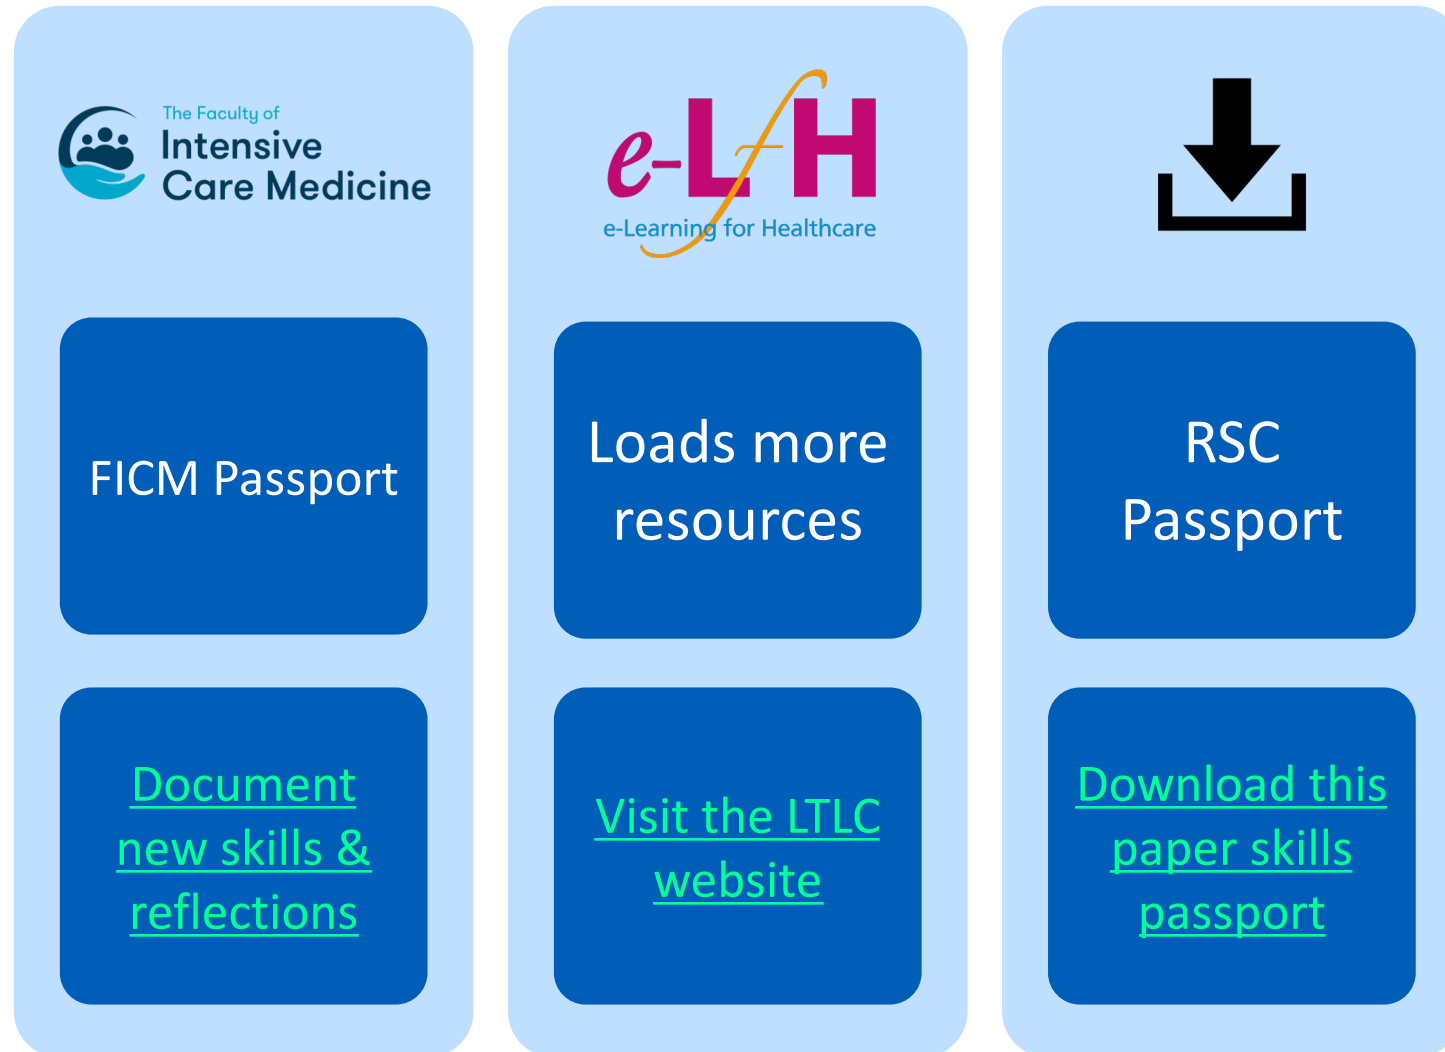 The Faculty of
Intensive
Care Medicine
FICM Passport
Document
new skills &
reflections
e-LfH
e-Learning for Healthcare
Loads more
resources
Visit the LTLC
website
RSC
Passport
Download this
paper skills
passport